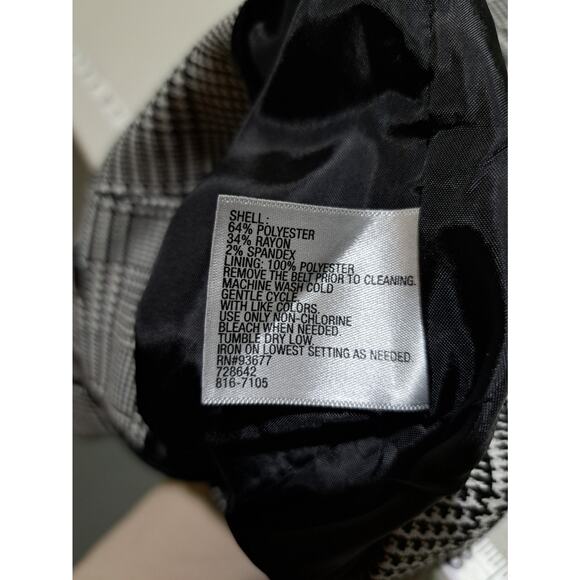 SHELL:
64% POLYESTER
34% RAYON
2% SPANDEX
LINING: 100% POLYESTER
REMOVE THE BELT PRIOR TO CLEANING.
MACHINE WASH COLD
GENTLE CYCLE
WITH LIKE COLORS.
USE ONLY NON-CHLORINE
BLEACH WHEN NEEDED.
TUMBLE DRY LOW.
IRON ON LOWEST SETTING AS NEEDED.
RN#93677
728642
816-7105